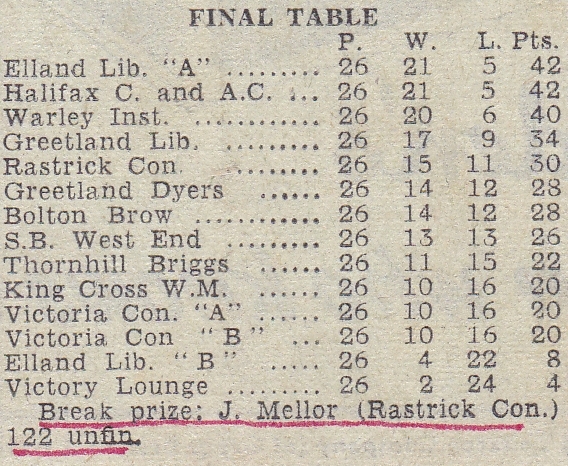 FINAL TABLE
P. W. L. Pts.
Elland Lib. "A" ......... 26 21 5 42
Halifax C. and A.C. ... 26 21 5 42
Warley Inst. ............ 26 20 6 40
Greetland Lib. ......... 26 17 9 34
Rastrick Con. ......... 26 15 11 30
Greetland Dyers ...... 26 14 12 28
Bolton Brow ............ 26 14 12 28
S.B. West End ......... 26 13 13 26
Thornhill Briggs ...... 26 11 15 22
King Cross W.M. ...... 26 10 16 20
Victoria Con. "A" ...... 26 10 16 20
Victoria Con "B" ... 26 10 16 20
Elland Lib. "B" ...... 26 4 22 8
Victory Lounge ......... 26 2 24 4
Break prize: J. Mellor (Rastrick Con.)
122 unfin.